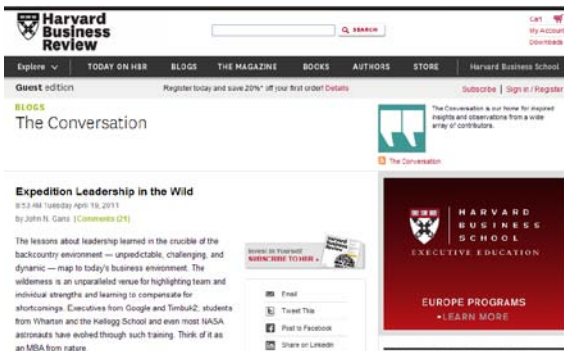 Harvard
Business
Review
SEARCH
Cart
My Account
Downloads
Explore
TODAY ON HBR
BLOGS
THE MAGAZINE
BOOKS
AUTHORS
STORE
Harvard Business School
Guest edition
Register today and save 20%* off your first order! Details
Subscribe | Sign in / Register
BLOGS
The Conversation
The Conversation is our home for inspired
insights and observations from a wide
array of contributors.
The Conversation
Expedition Leadership in the Wild
8:53 AM Tuesday April 19, 2011
by John N. Gans | Comments (21)
The lessons about leadership learned in the crucible of the
backcountry environment — unpredictable, challenging, and
dynamic — map to today's business environment. The
wilderness is an unparalleled venue for highlighting team and
individual strengths and learning to compensate for
shortcomings. Executives from Google and Timbuk2; students
from Wharton and the Kellogg School and even most NASA
astronauts have evolved through such training. Think of it as
an MBA from nature
Invest in Yourself
SUBSCRIBE TO HBR
Email
Tweet This
Post to Facebook
Share on LinkedIn
HARVARD
BUSINESS
SCHOOL
EXECUTIVE EDUCATION
EUROPE PROGRAMS
•LEARN MORE